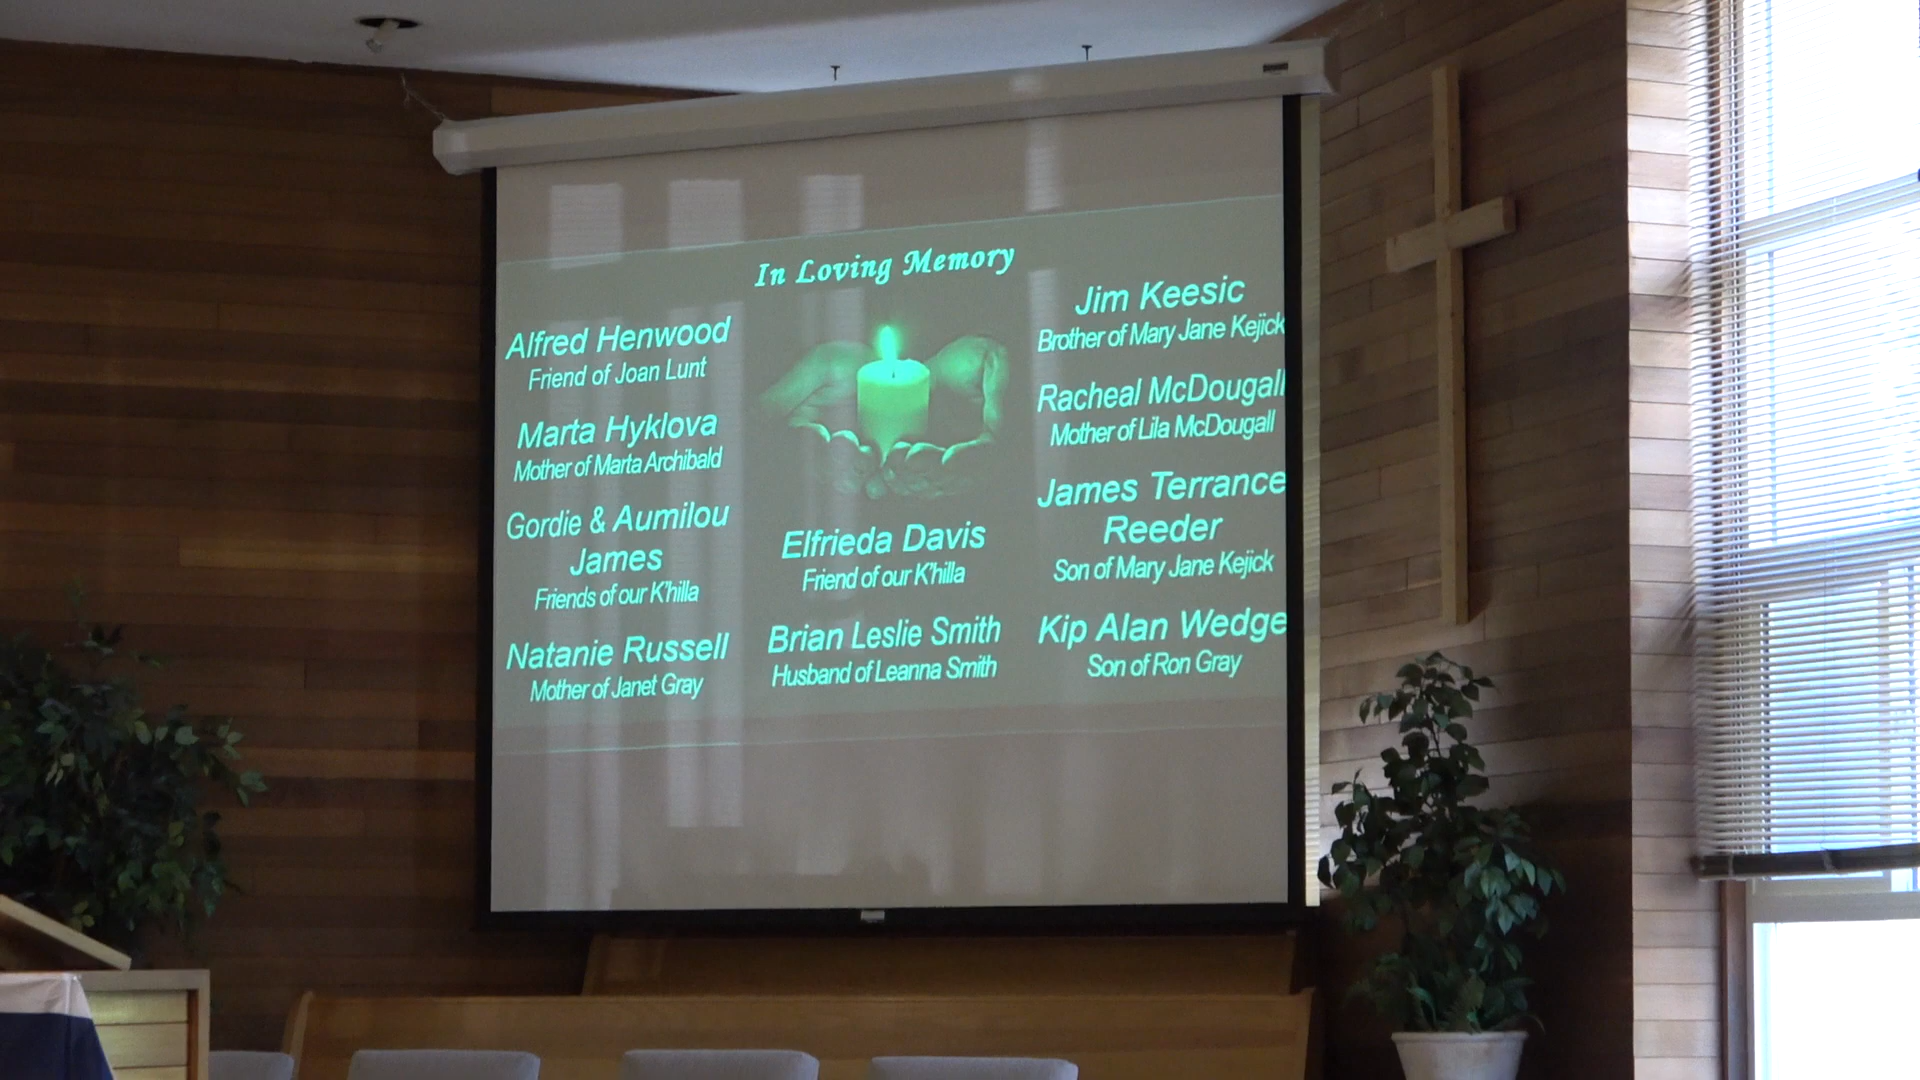 In Loving Memory
Alfred Henwood
Friend of Joan Lunt
Marta Hyklova
Mother of Marta Archibald
Gordie & Aumilou
James
Friends of our K'hilla
Natanie Russell
Mother of Janet Gray
Elfrieda Davis
Friend of our K'hilla
Brian Leslie Smith
Husband of Leanna Smith
Jim Keesic
Brother of Mary Jane Kejick
Racheal McDougall
Mother of Lila McDougall
James Terrance
Reeder
Son of Mary Jane Kejick
Kip Alan Wedge
Son of Ron Gray